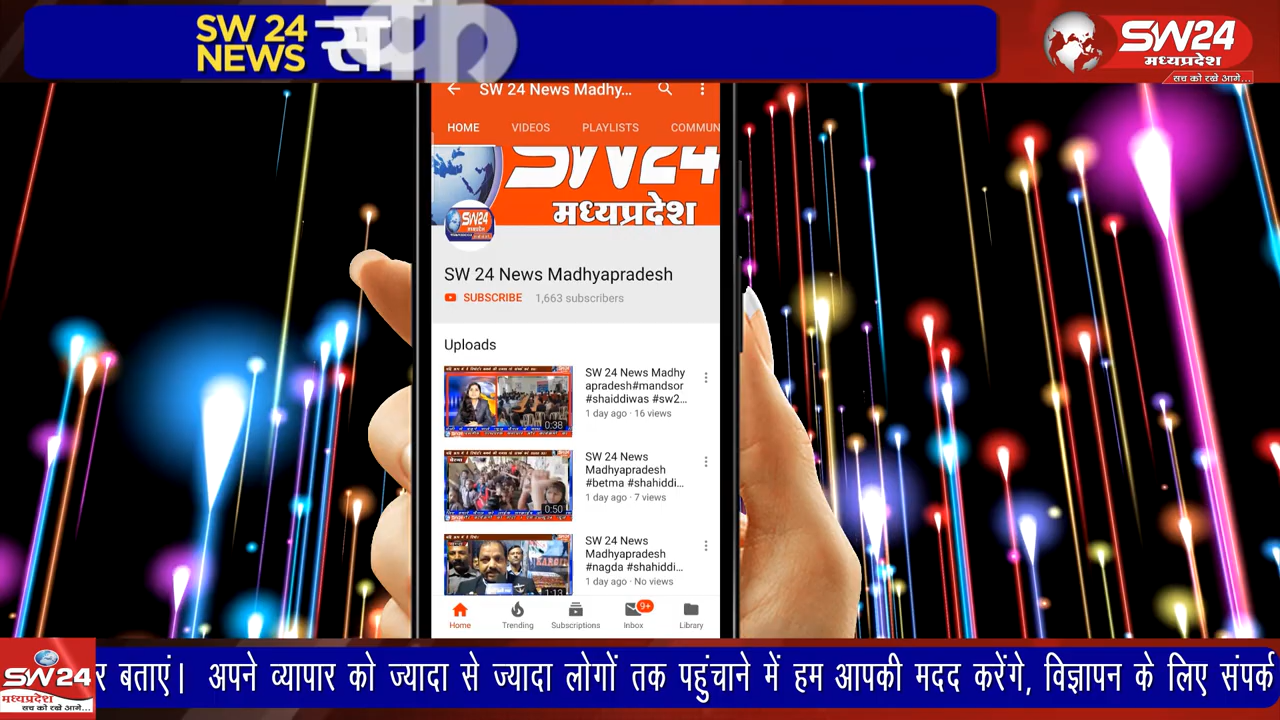 SW 24
NEWS
SW24
मध्यप्रदेश
सच को रखे आगे...
SW 24 News Madhy...
HOME VIDEOS PLAYLISTS COMMUN
SW24
मध्यप्रदेश
SW24
SW 24 News Madhyapradesh
SUBSCRIBE 1,663 subscribers
Uploads
SW 24 News Madhy
apradesh#mandsor
#shaiddiwas #sw2...
1 day ago · 16 views
0:38
SW 24 News
Madhyapradesh
#betma #shahiddi...
1 day ago · 7 views
0:50
SW 24 News
Madhyapradesh
#nagda #shahiddi...
1 day ago · No views
1:13
9+
Home Trending Subscriptions Inbox Library
SW24
मध्यप्रदेश
सच को रखे आगे...
र बताएं। अपने व्यापार को ज्यादा से ज्यादा लोगों तक पहुंचाने में हम आपकी मदद करेंगे, विज्ञापन के लिए संपर्क